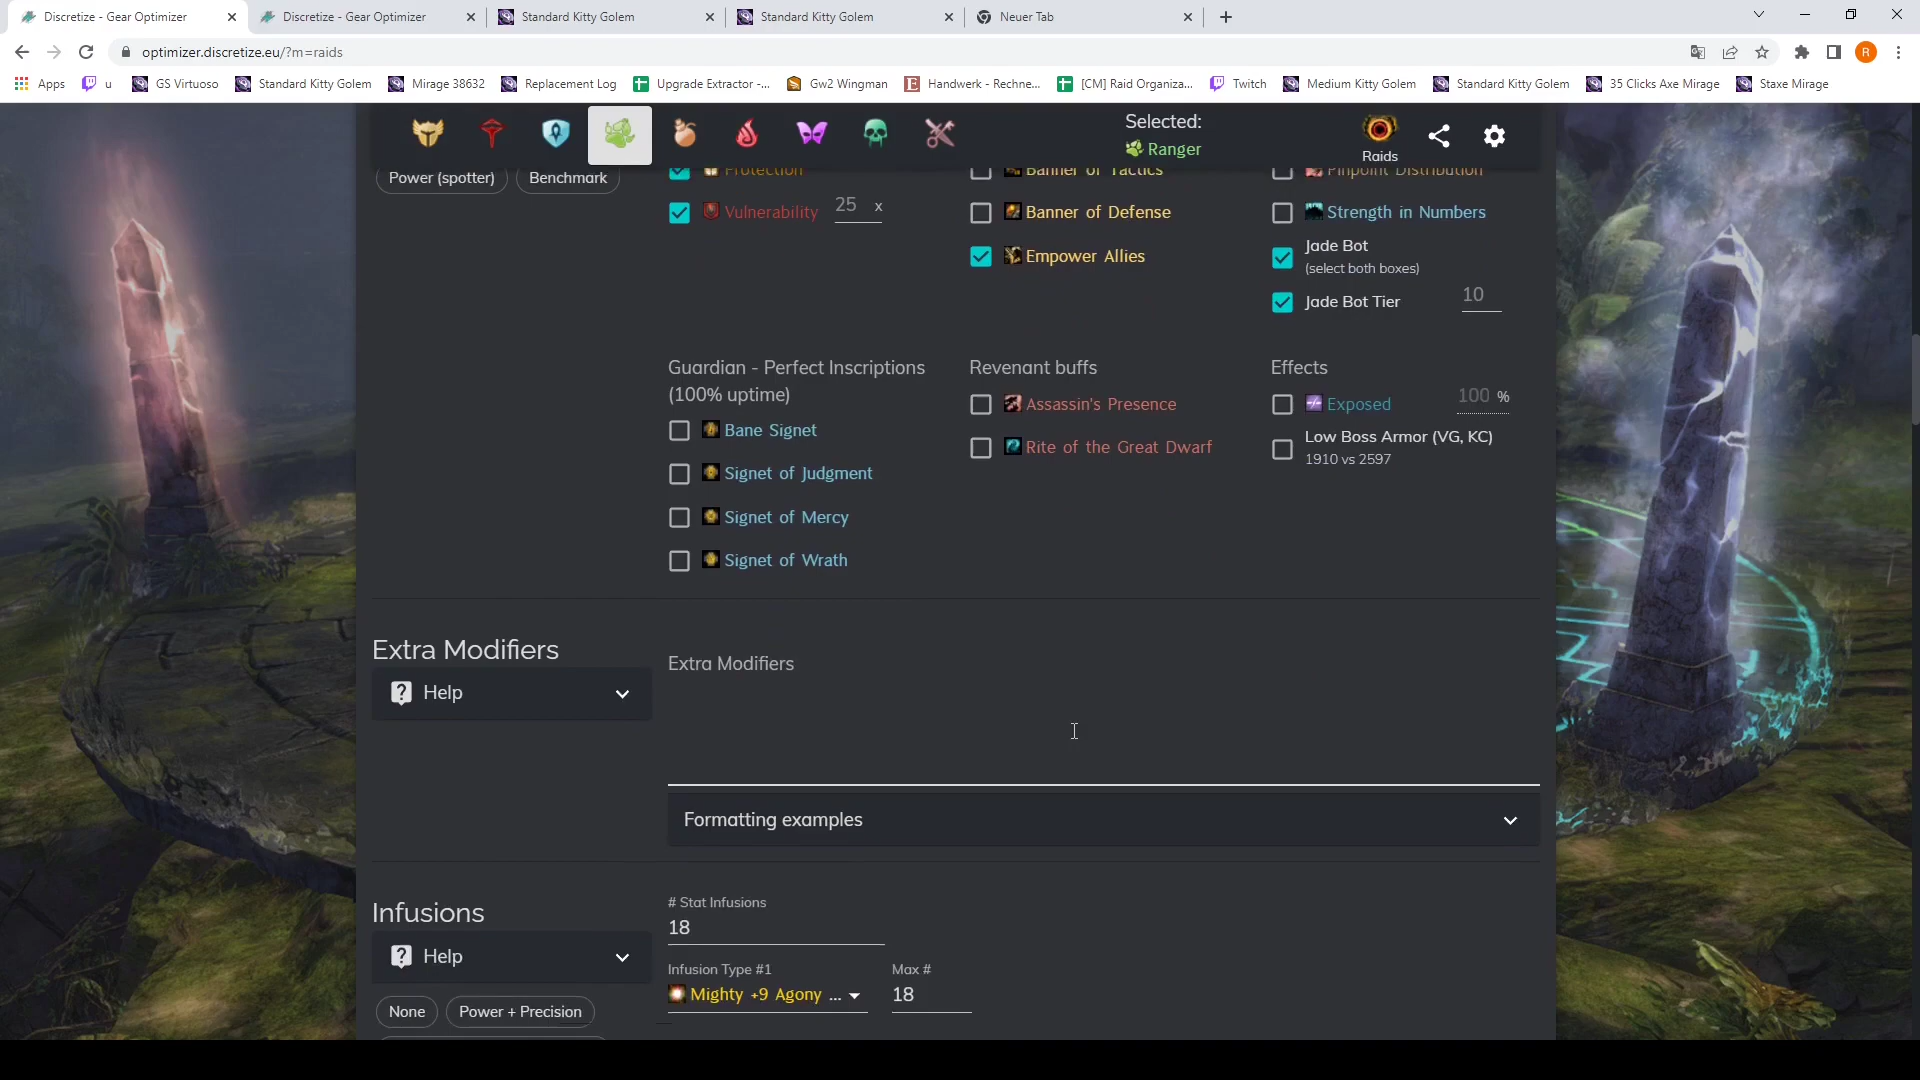 Discretize - Gear Optimizer
Discretize - Gear Optimizer
Standard Kitty Golem
Standard Kitty Golem
Neuer Tab
optimizer.discretize.eu/?m=raids
R
Apps
u
GS Virtuoso
Standard Kitty Golem
Mirage 38632
Replacement Log
Upgrade Extractor -...
Gw2 Wingman
Handwerk - Rechne...
[CM] Raid Organiza...
Twitch
Medium Kitty Golem
Standard Kitty Golem
35 Clicks Axe Mirage
Staxe Mirage
Selected:
Ranger
Raids
Power (spotter)
Benchmark
Protection
Banner of Tactics
Pinpoint Distribution
Vulnerability 25 x
Banner of Defense
Strength in Numbers
Empower Allies
Jade Bot
(select both boxes)
Jade Bot Tier 10
Guardian - Perfect Inscriptions
(100% uptime)
Bane Signet
Signet of Judgment
Signet of Mercy
Signet of Wrath
Revenant buffs
Assassin's Presence
Rite of the Great Dwarf
Effects
Exposed 100 %
Low Boss Armor (VG, KC)
1910 vs 2597
Extra Modifiers
Help
Extra Modifiers
Formatting examples
Infusions
Help
None
Power + Precision
# Stat Infusions
18
Infusion Type #1
Mighty +9 Agony ...
Max #
18